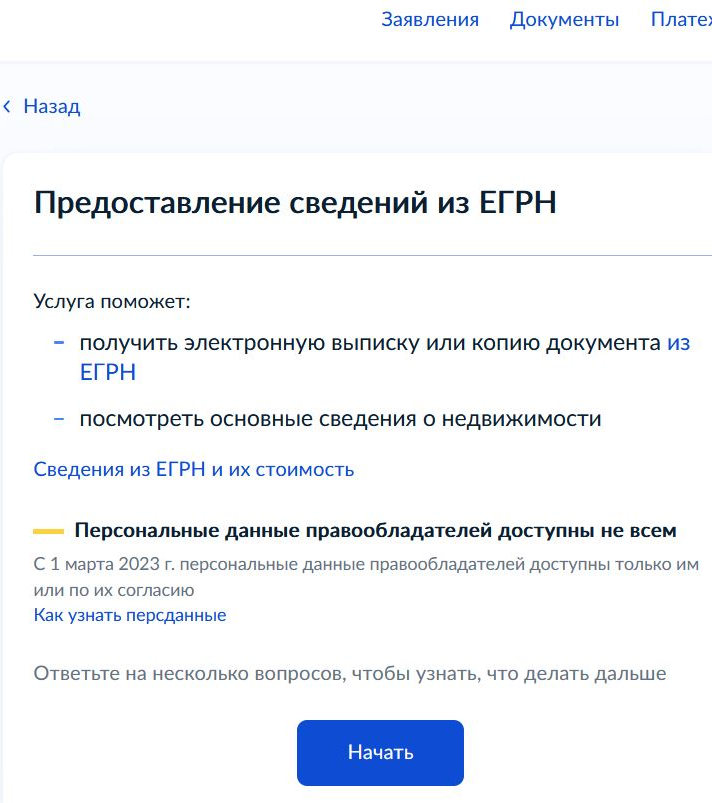 Заявления Документы Платеж
Назад
Предоставление сведений из ЕГРН
Услуга поможет:
– получить электронную выписку или копию документа из
ЕГРН
– посмотреть основные сведения о недвижимости
Сведения из ЕГРН и их стоимость
Персональные данные правообладателей доступны не всем
С 1 марта 2023 г. персональные данные правообладателей доступны только им
или по их согласию
Как узнать персданные
Ответьте на несколько вопросов, чтобы узнать, что делать дальше
Начать